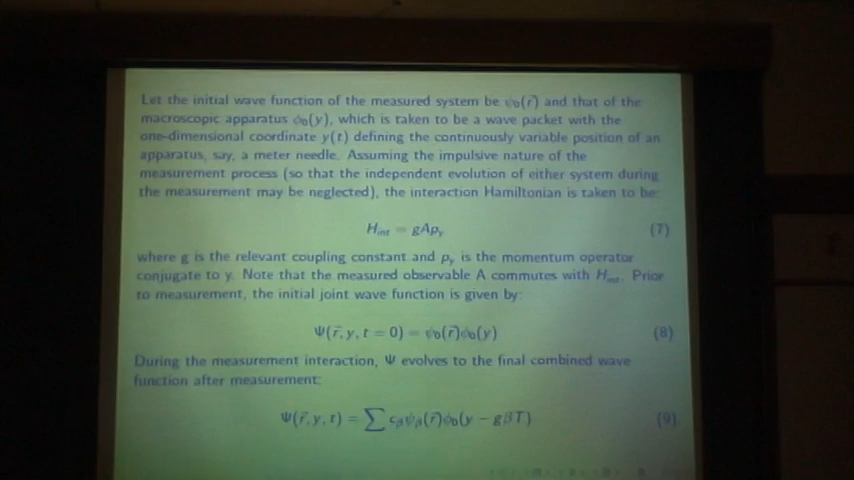 Let the initial wave function of the measured system be ψ₀(r⃗) and that of the
macroscopic apparatus ϕ₀(y), which is taken to be a wave packet with the
one-dimensional coordinate y(t) defining the continuously variable position of an
apparatus, say, a meter needle. Assuming the impulsive nature of the
measurement process (so that the independent evolution of either system during
the measurement may be neglected), the interaction Hamiltonian is taken to be:
H_int = gAp_y (7)
where g is the relevant coupling constant and p_y is the momentum operator
conjugate to y. Note that the measured observable A commutes with H_int. Prior
to measurement, the initial joint wave function is given by:
Ψ(r⃗, y, t = 0) = ψ₀(r⃗)ϕ₀(y) (8)
During the measurement interaction, Ψ evolves to the final combined wave
function after measurement:
Ψ(r⃗, y, t) = ∑ c_βψ_β(r⃗)ϕ₀(y − gβT) (9)